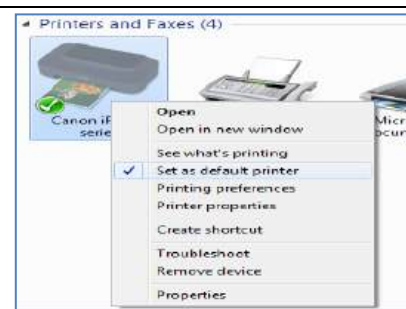 Printers and Faxes (4)
Canon iP
serie
Micr
ocun
Open
Open in new window
See what's printing
Set as default printer
Printing preferences
Printer properties
Create shortcut
Troubleshoot
Remove device
Properties